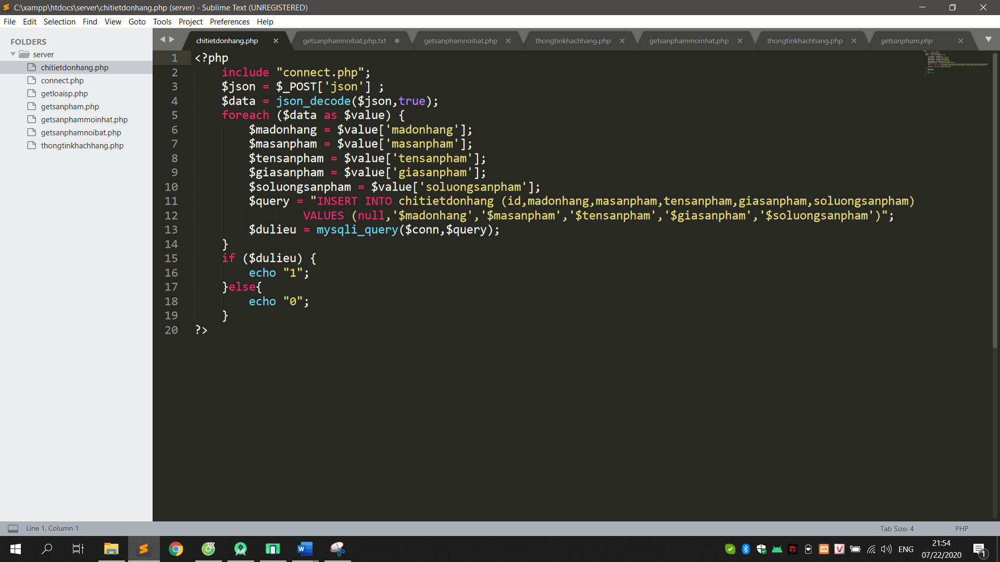 C:\xampp\htdocs\server\chitietdonhang.php (server) - Sublime Text (UNREGISTERED)
File Edit Selection Find View Goto Tools Project Preferences Help
FOLDERS
server
chitietdonhang.php
connect.php
getloaisp.php
getsanpham.php
getsanphammoinhat.php
getsanphamnoibat.php
thongtinkhachhang.php
chitietdonhang.php getsanphamnoibat.php.txt getsanphamnoibat.php thongtinkhachhang.php getsanphammoinhat.php thongtinkhachhang.php getsanpham.php
1 <?php
2 include "connect.php";
3 $json = $_POST['json'] ;
4 $data = json_decode($json,true);
5 foreach ($data as $value) {
6 $madonhang = $value['madonhang'];
7 $masanpham = $value['masanpham'];
8 $tensanpham = $value['tensanpham'];
9 $giasanpham = $value['giasanpham'];
10 $soluongsanpham = $value['soluongsanpham'];
11 $query = "INSERT INTO chitietdonhang (id,madonhang,masanpham,tensanpham,giasanpham,soluongsanpham)
12 VALUES (null,'$madonhang','$masanpham','$tensanpham','$giasanpham','$soluongsanpham')";
13 $dulieu = mysqli_query($conn,$query);
14 }
15 if ($dulieu) {
16 echo "1";
17 }else{
18 echo "0";
19 }
20 ?>
Line 1, Column 1
Tab Size: 4
PHP
ENG
21:54
07/22/2020
1